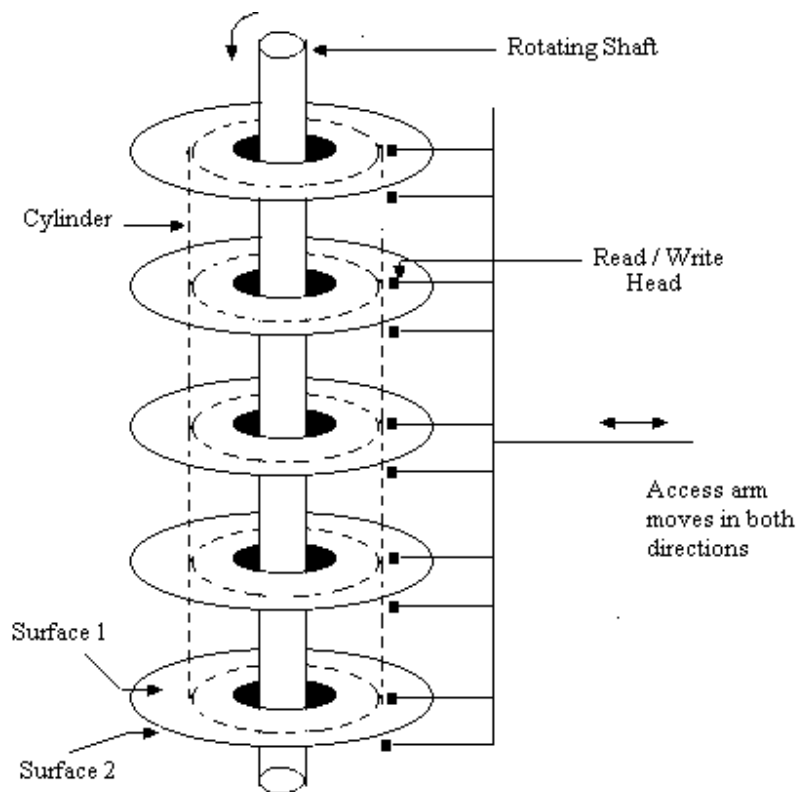 Rotating Shaft
Cylinder
Read / Write
Head
Access arm
moves in both
directions
Surface 1
Surface 2